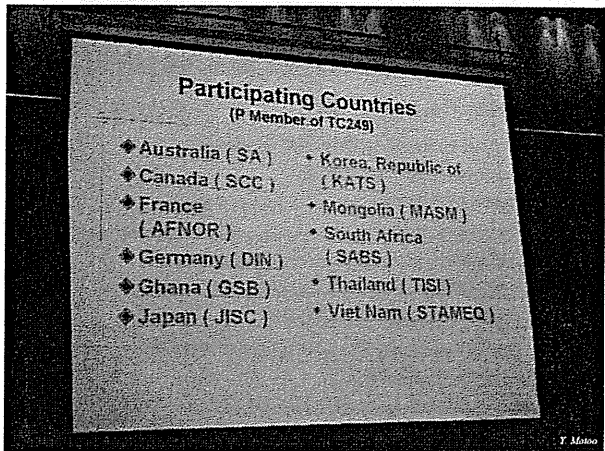 Participating Countries
(P Member of TC249)
Australia ( SA )
Canada ( SCC )
France
( AFNOR )
Germany ( DIN )
Ghana ( GSB )
Japan ( JISC )
Korea, Republic of
( KATS )
Mongolia ( MASM )
South Africa
( SABS )
Thailand ( TISI )
Viet Nam ( STAMEQ )
Y. Motoo